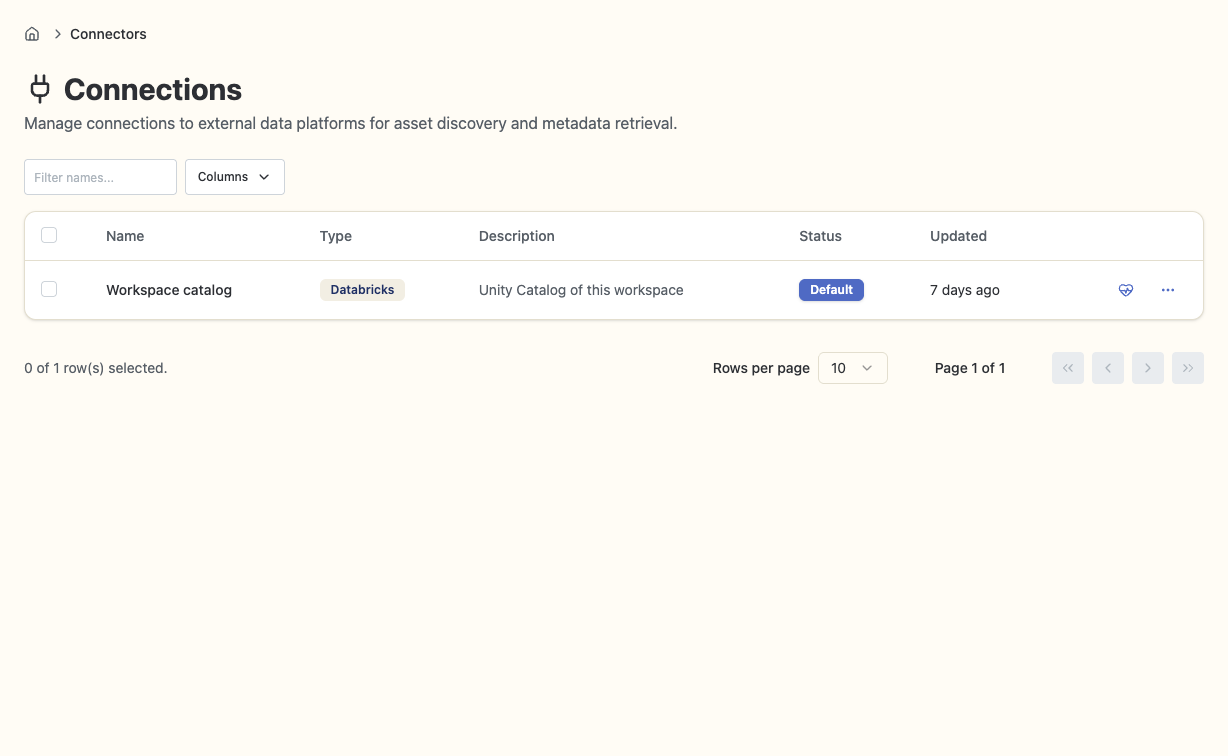 Connectors
Connections
Manage connections to external data platforms for asset discovery and metadata retrieval.
Filter names...
Columns
Name Type Description Status Updated
Workspace catalog Databricks Unity Catalog of this workspace Default 7 days ago
0 of 1 row(s) selected. Rows per page 10 Page 1 of 1